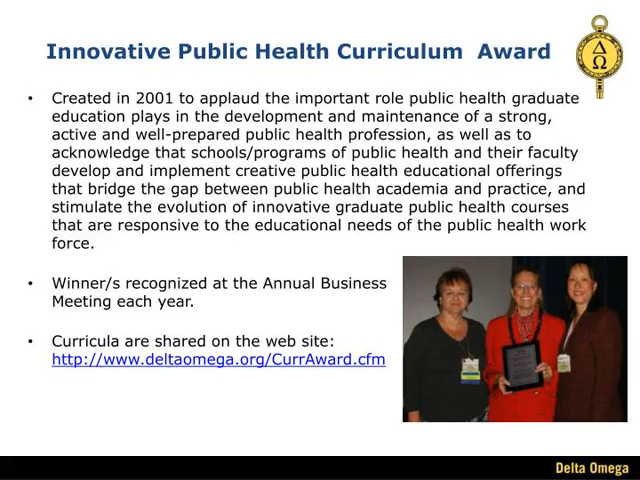 Innovative Public Health Curriculum  Award
Δ
Ω
• Created in 2001 to applaud the important role public health graduate
education plays in the development and maintenance of a strong,
active and well-prepared public health profession, as well as to
acknowledge that schools/programs of public health and their faculty
develop and implement creative public health educational offerings
that bridge the gap between public health academia and practice, and
stimulate the evolution of innovative graduate public health courses
that are responsive to the educational needs of the public health work
force.
• Winner/s recognized at the Annual Business
Meeting each year.
• Curricula are shared on the web site:
http://www.deltaomega.org/CurrAward.cfm
Delta Omega